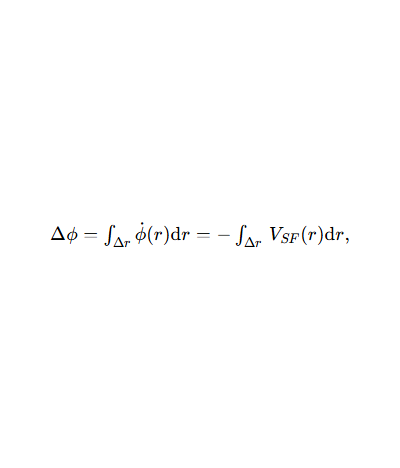 Δϕ = ∫_{Δr} ϕ̇(r)dr = − ∫_{Δr} V_{SF}(r)dr,